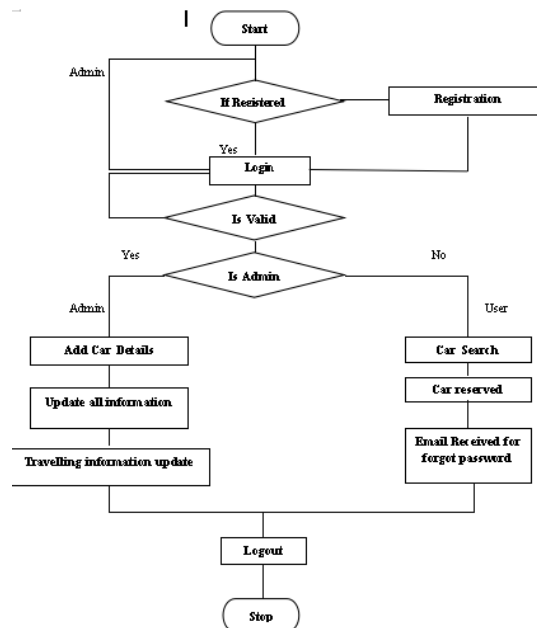 Start
Admin
If Registered
Registration
Yes
Login
Is Valid
Yes
No
Is Admin
Admin
User
Add Car Details
Car Search
Update all information
Car reserved
Travelling information update
Email Received for
forgot password
Logout
Stop